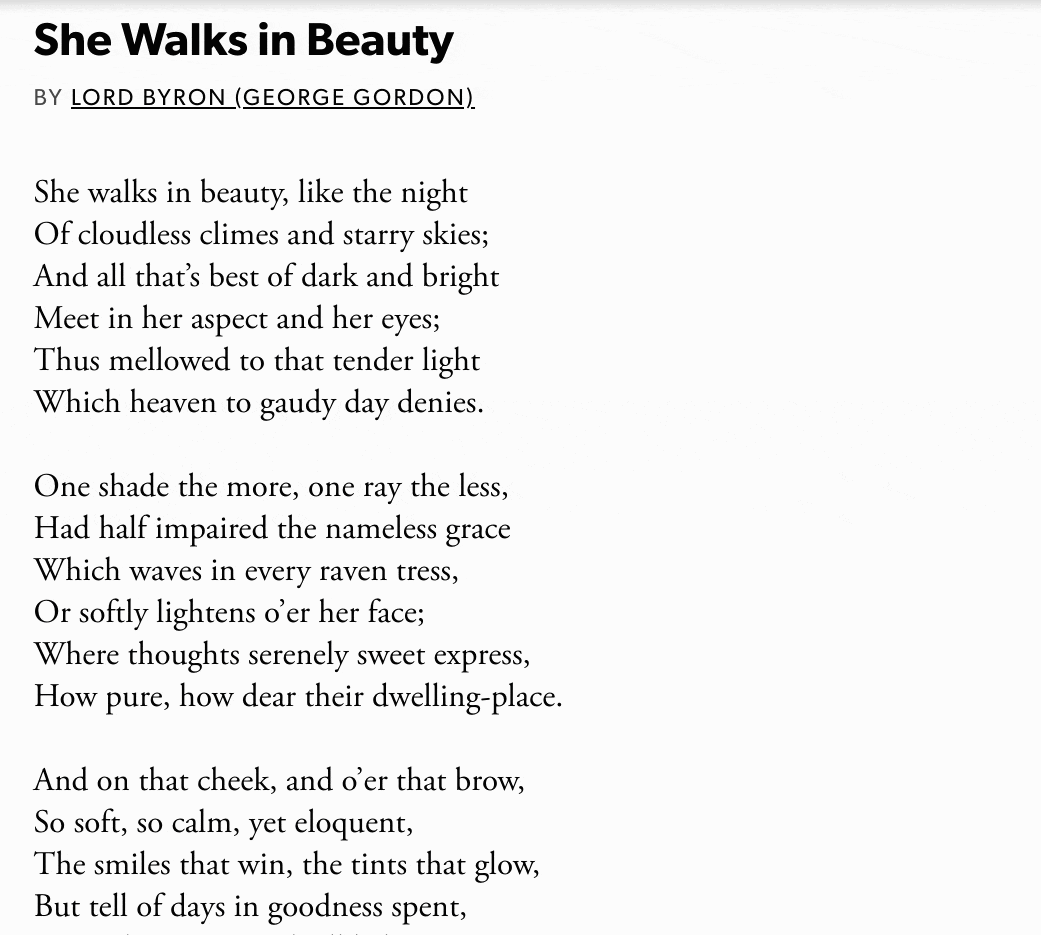 She Walks in Beauty
BY LORD BYRON (GEORGE GORDON)
She walks in beauty, like the night
Of cloudless climes and starry skies;
And all that’s best of dark and bright
Meet in her aspect and her eyes;
Thus mellowed to that tender light
Which heaven to gaudy day denies.
One shade the more, one ray the less,
Had half impaired the nameless grace
Which waves in every raven tress,
Or softly lightens o’er her face;
Where thoughts serenely sweet express,
How pure, how dear their dwelling-place.
And on that cheek, and o’er that brow,
So soft, so calm, yet eloquent,
The smiles that win, the tints that glow,
But tell of days in goodness spent,